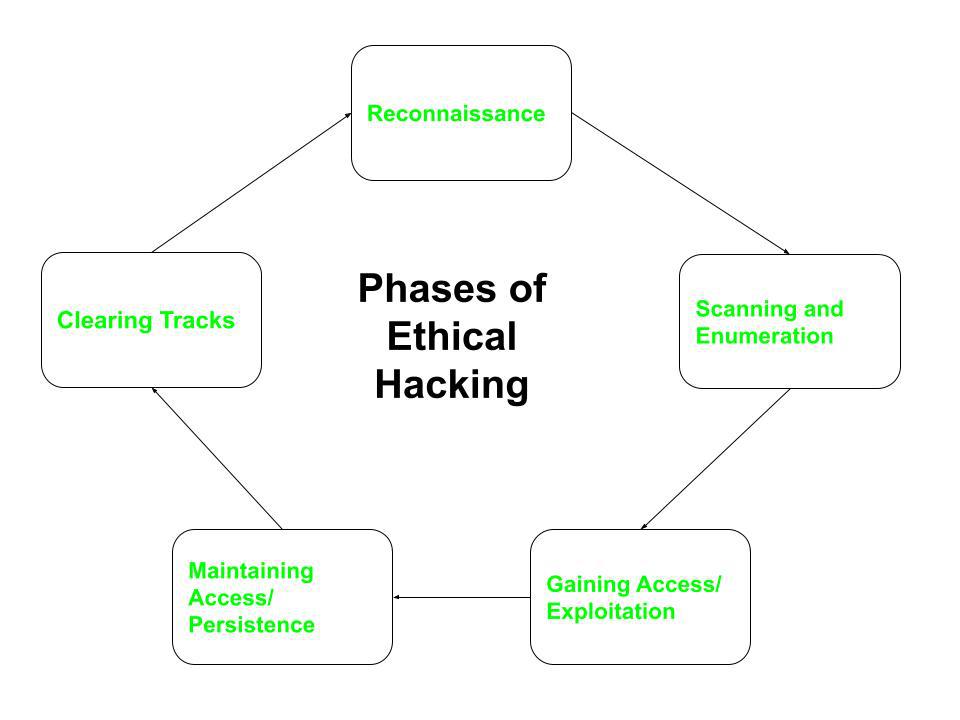 Reconnaissance
Scanning and
Enumeration
Gaining Access/
Exploitation
Maintaining
Access/
Persistence
Clearing Tracks
Phases of
Ethical
Hacking